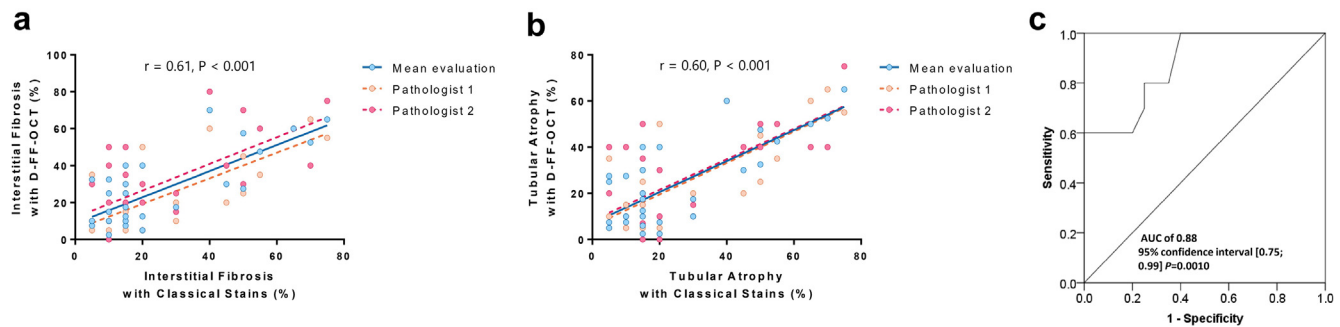 a
Interstitial Fibrosis
with D-FF-OCT (%)
100
80
60
40
20
0
r = 0.61, P < 0.001
0 20 40 60 80
Interstitial Fibrosis
with Classical Stains (%)
Mean evaluation
Pathologist 1
Pathologist 2
b
Tubular Atrophy
with D-FF-OCT (%)
80
60
40
20
0
r = 0.60, P < 0.001
0 20 40 60 80
Tubular Atrophy
with Classical Stains (%)
Mean evaluation
Pathologist 1
Pathologist 2
c
Sensitivity
1.0
0.8
0.6
0.4
0.2
0.0
AUC of 0.88
95% confidence interval [0.75;
0.99] P=0.0010
0.0 0.2 0.4 0.6 0.8 1.0
1 - Specificity